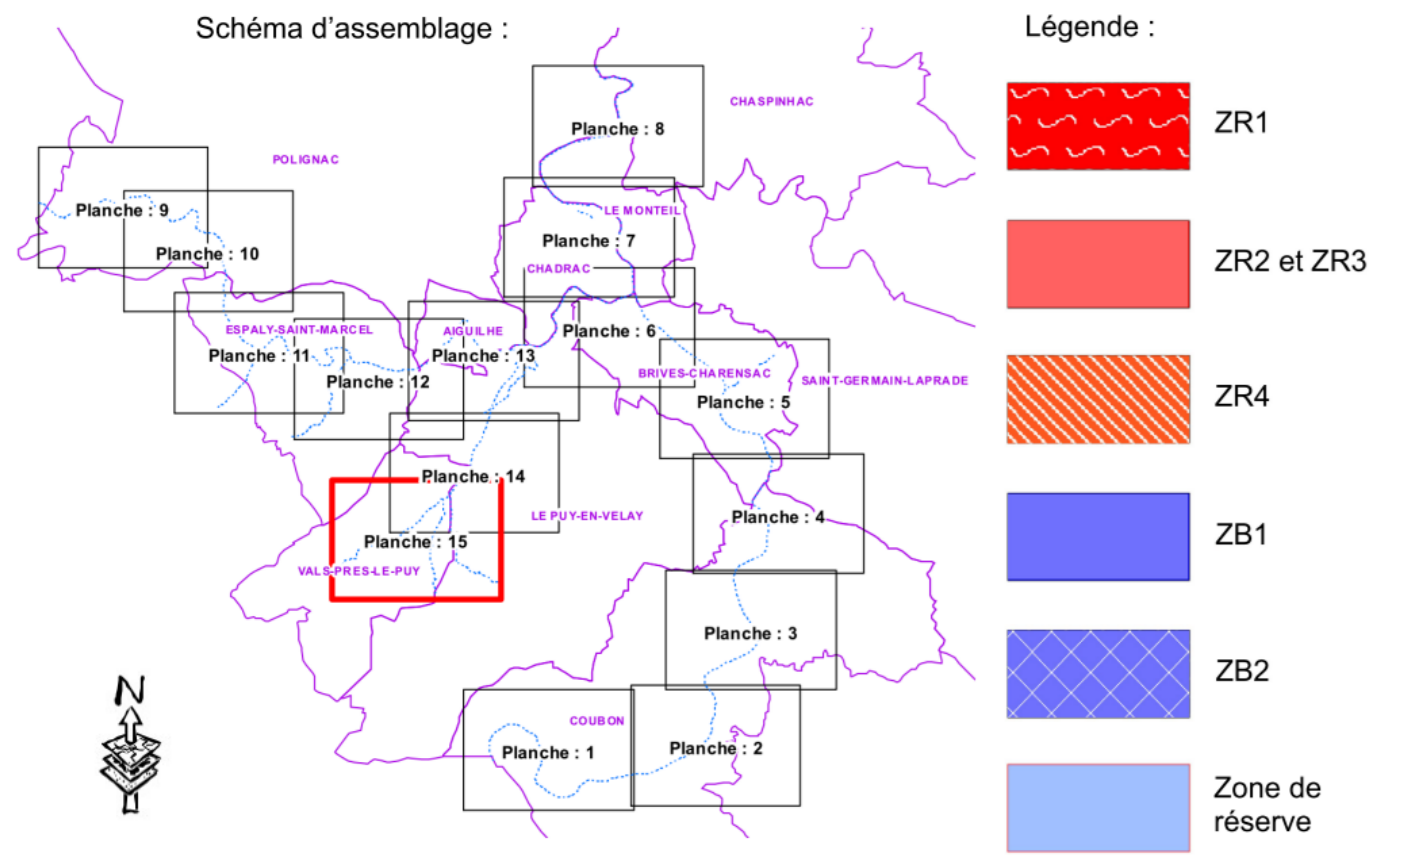 Schéma d'assemblage :
Légende :
CHASPINHAC
Planche : 8
POLIGNAC
Planche : 9
LE MONTEIL
Planche : 7
Planche : 10
CHADRAC
ESPALY-SAINT-MARCEL
AIGUILHE
Planche : 6
Planche : 11
Planche : 13
Planche : 12
BRIVES-CHARENSAC
SAINT-GERMAIN-LAPRADE
Planche : 5
Planche : 14
LE PUY-EN-VELAY
Planche : 4
Planche : 15
VALS-PRES-LE-PUY
Planche : 3
N
COUBON
Planche : 1
Planche : 2
ZR1
ZR2 et ZR3
ZR4
ZB1
ZB2
Zone de
réserve